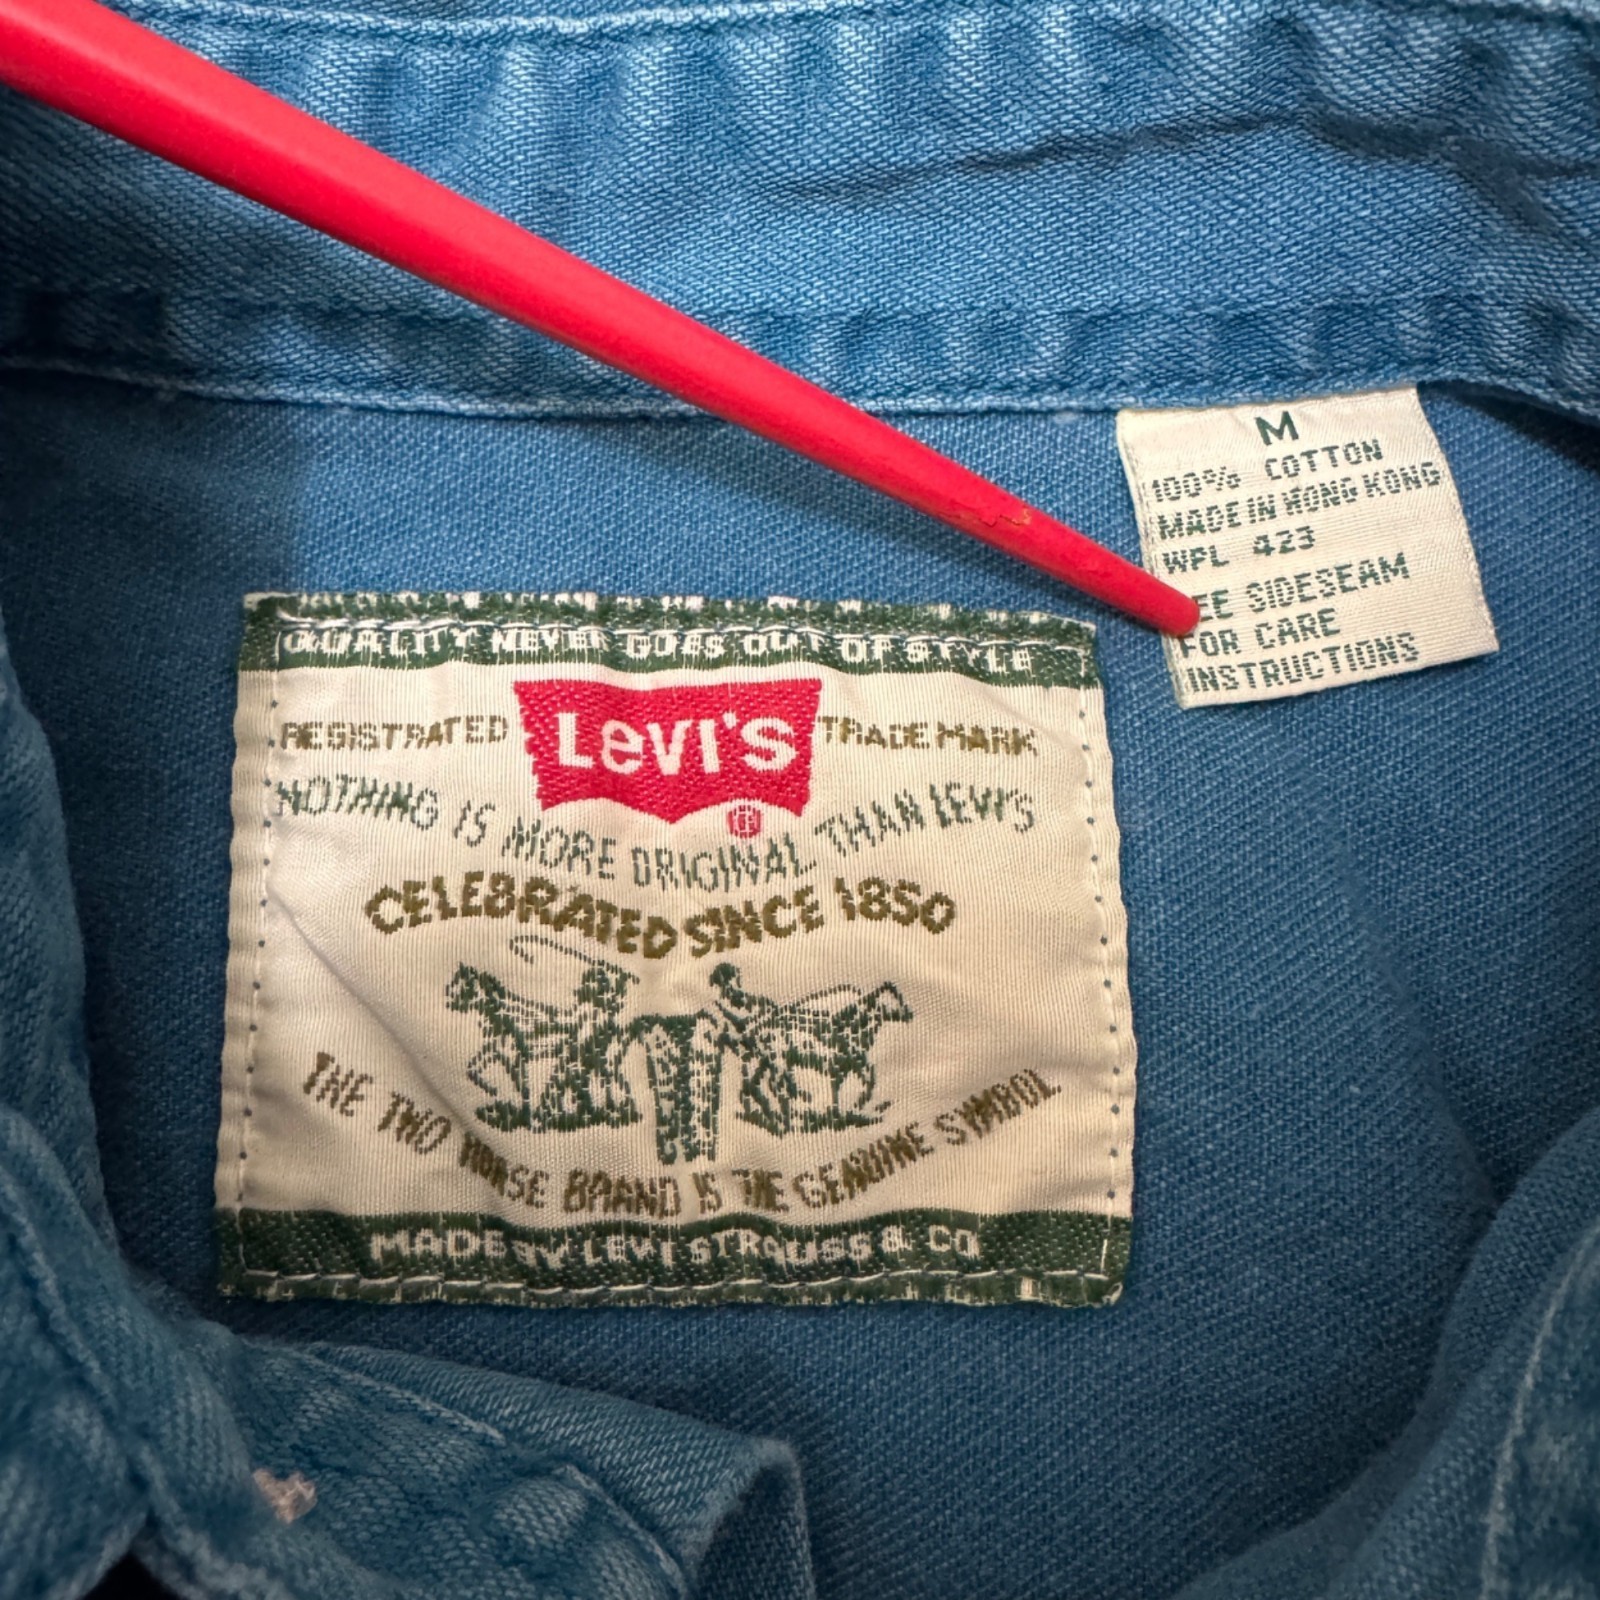 M
100% COTTON
MADE IN HONG KONG
WPL 423
EE SIDESEAM
FOR CARE
INSTRUCTIONS
QUALITY NEVER GOES OUT OF STYLE
REGISTRATED LEVI'S TRADEMARK
NOTHING IS MORE ORIGINAL THAN LEVI'S
CELEBRATED SINCE 1850
THE TWO HORSE BRAND IS THE GENUINE SYMBOL
MADE BY LEVI STRAUSS & CO